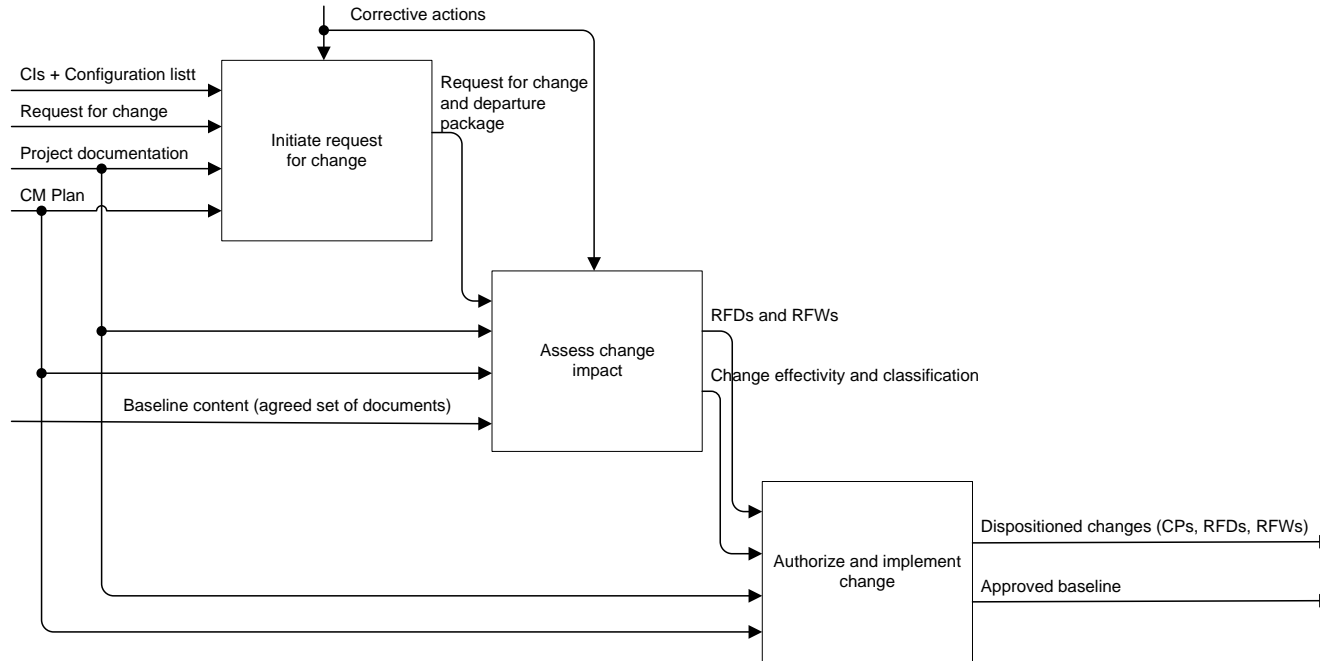 Corrective actions
CIs + Configuration listt
Request for change
Project documentation
CM Plan
Initiate request
for change
Request for change
and departure
package
RFDs and RFWs
Assess change
impact
Change effectivity and classification
Baseline content (agreed set of documents)
Dispositioned changes (CPs, RFDs, RFWs)
Authorize and implement
change
Approved baseline